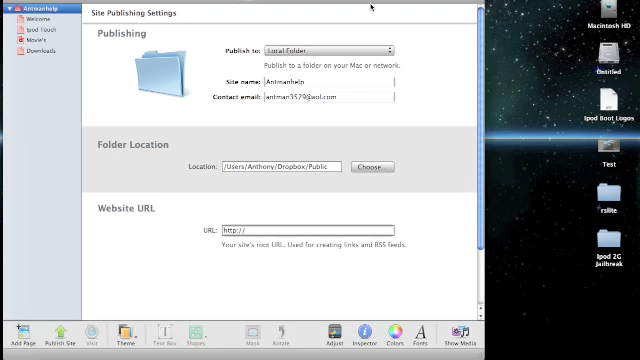 Antmanhelp
Welcome
Ipod Touch
Movie's
Downloads
Site Publishing Settings
Publishing
Publish to: Local Folder
Publish to a folder on your Mac or network.
Site name: Antmanhelp
Contact email: antman3579@aol.com
Folder Location
Location: /Users/Anthony/Dropbox/Public Choose...
Website URL
URL: http://
Your site's root URL. Used for creating links and RSS feeds.
Add Page Publish Site Visit Theme Text Box Shapes Mask Rotate Adjust Inspector Colors Fonts Show Media
Macintosh HD
Untitled
Ipod Boot Logos
Test
rslite
Ipod 2G
Jailbreak